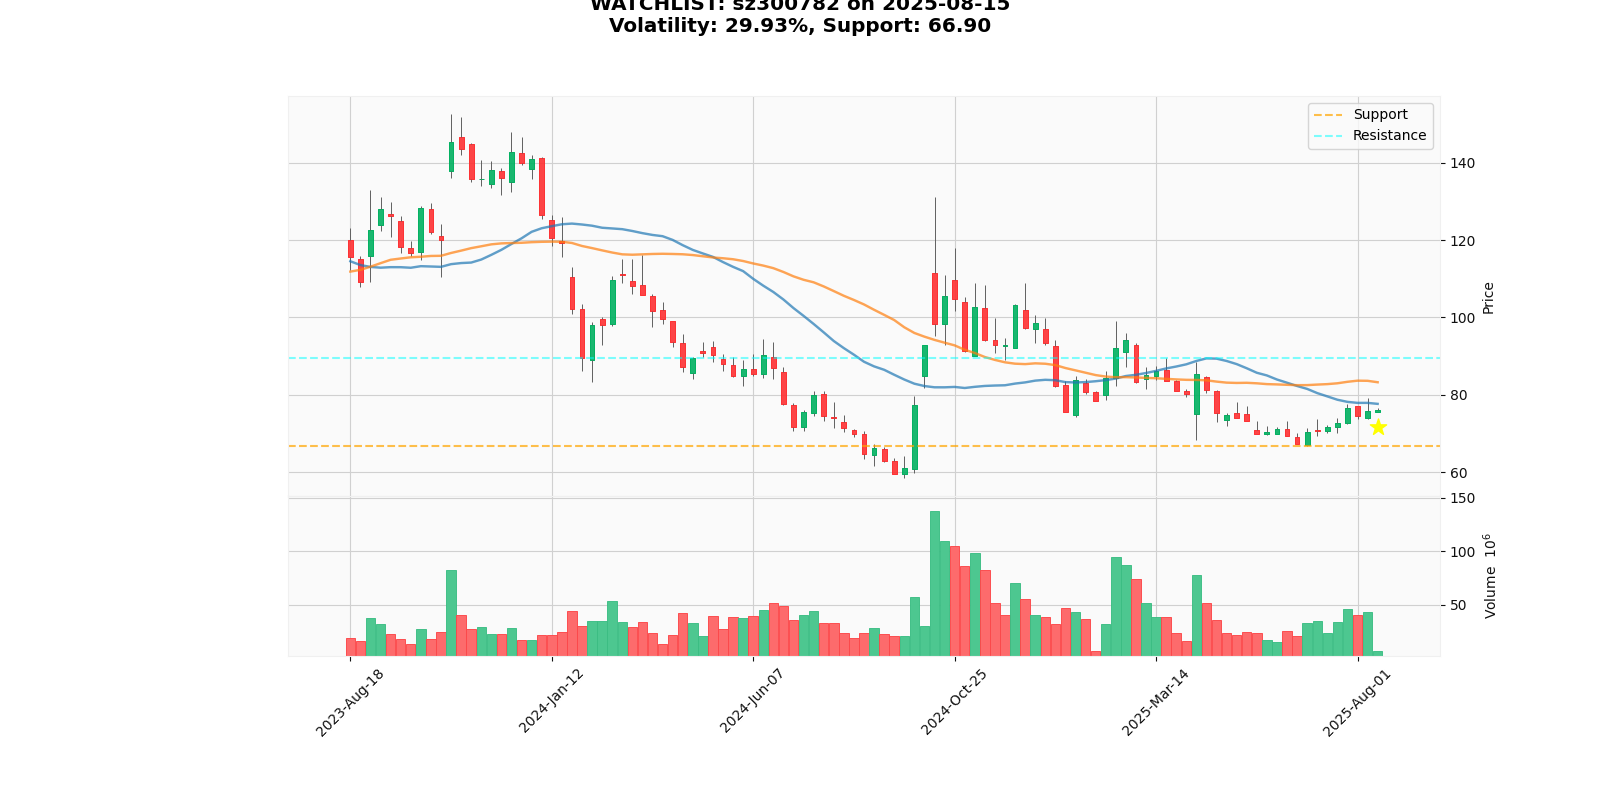 WATCHLIST: sz300782 on 2025-08-15
Volatility: 29.93%, Support: 66.90
Support
Resistance
140
120
100
80
60
Price
150
100
50
Volume 10⁶
2023-Aug-18
2024-Jan-12
2024-Jun-07
2024-Oct-25
2025-Mar-14
2025-Aug-01